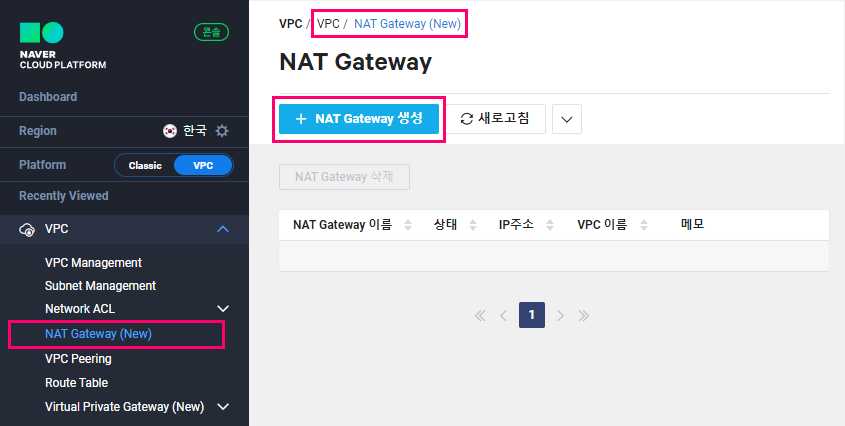 NAVER
CLOUD PLATFORM
콘솔
Dashboard
Region 한국
Platform Classic VPC
Recently Viewed
VPC
VPC Management
Subnet Management
Network ACL
NAT Gateway (New)
VPC Peering
Route Table
Virtual Private Gateway (New)
VPC / VPC / NAT Gateway (New)
NAT Gateway
+ NAT Gateway 생성 새로고침
NAT Gateway 삭제
NAT Gateway 이름 상태 IP주소 VPC 이름 메모
1